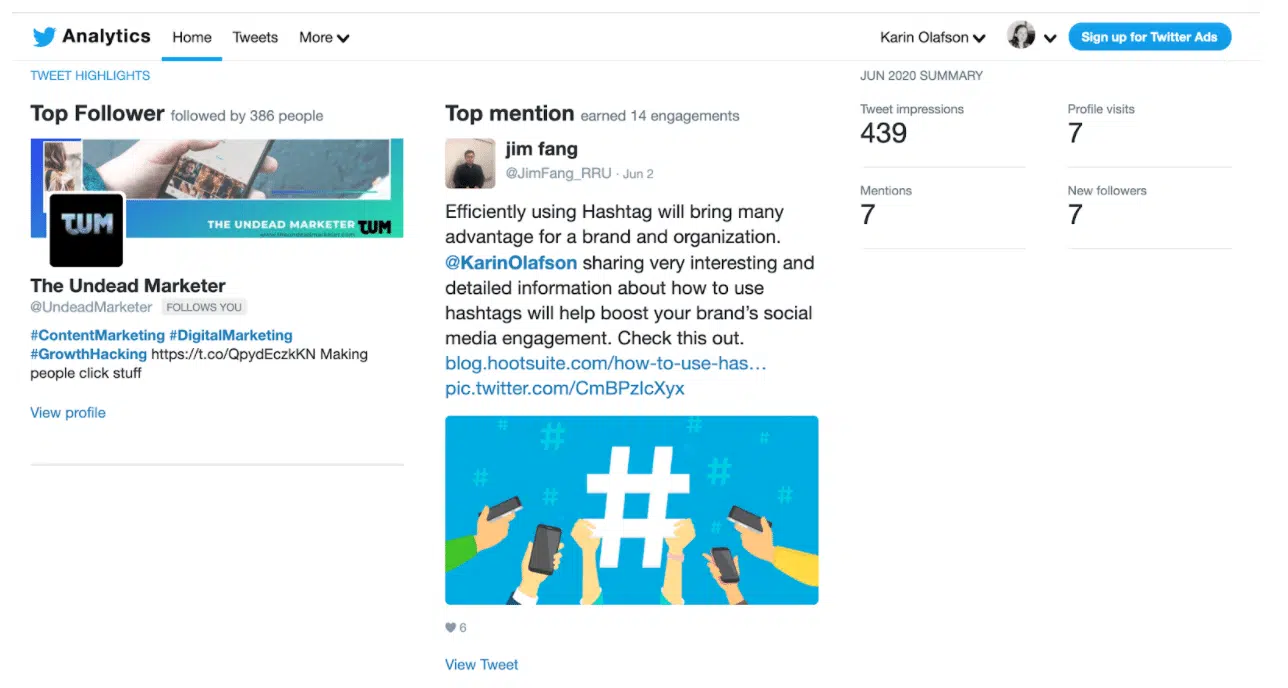 Analytics Home Tweets More Karin Olafson Sign up for Twitter Ads
TWEET HIGHLIGHTS
Top Follower followed by 386 people
TUM
THE UNDEAD MARKETER TUM
The Undead Marketer
@UndeadMarketer FOLLOWS YOU
#ContentMarketing #DigitalMarketing
#GrowthHacking https://t.co/QpydEczkKN Making
people click stuff
View profile
Top mention earned 14 engagements
jim fang
@JimFang_RRU · Jun 2
Efficiently using Hashtag will bring many
advantage for a brand and organization.
@KarinOlafson sharing very interesting and
detailed information about how to use
hashtags will help boost your brand’s social
media engagement. Check this out.
blog.hootsuite.com/how-to-use-has…
pic.twitter.com/CmBPzIcXyx
#
6
View Tweet
JUN 2020 SUMMARY
Tweet impressions
439
Profile visits
7
Mentions
7
New followers
7